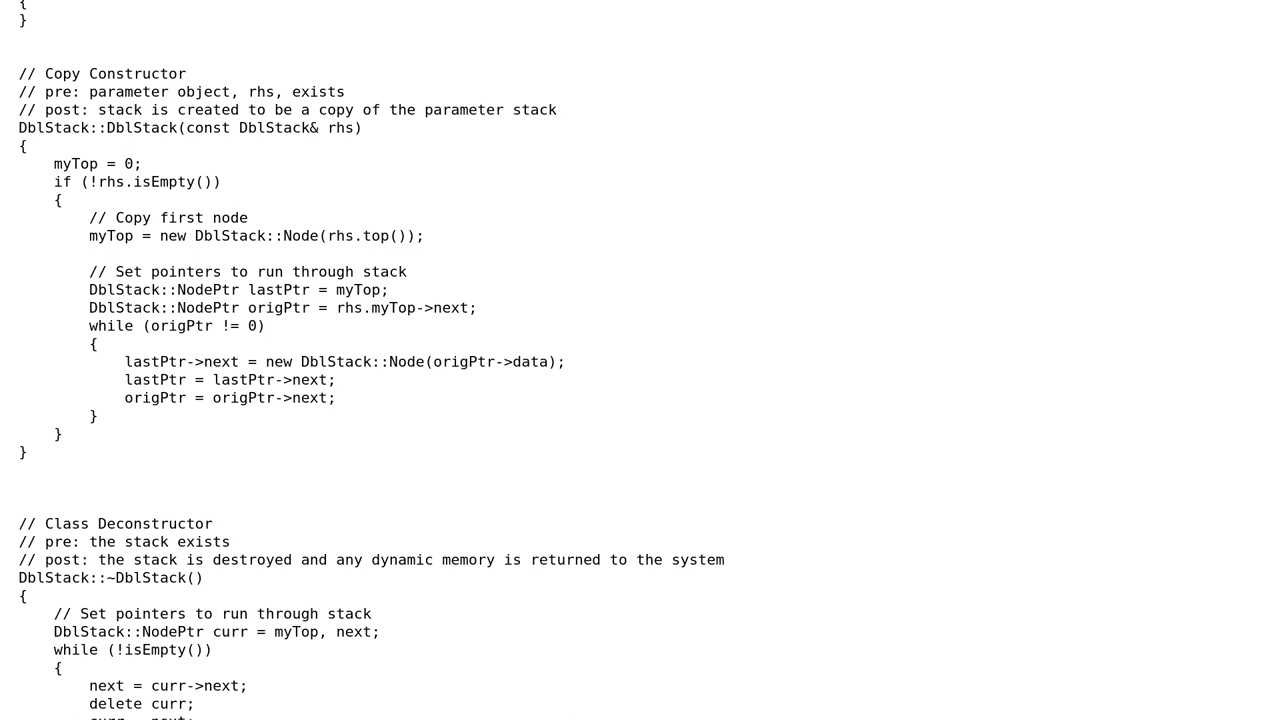 {
}
// Copy Constructor
// pre: parameter object, rhs, exists
// post: stack is created to be a copy of the parameter stack
DblStack::DblStack(const DblStack& rhs)
{
    myTop = 0;
    if (!rhs.isEmpty())
    {
        // Copy first node
        myTop = new DblStack::Node(rhs.top());
        // Set pointers to run through stack
        DblStack::NodePtr lastPtr = myTop;
        DblStack::NodePtr origPtr = rhs.myTop->next;
        while (origPtr != 0)
        {
            lastPtr->next = new DblStack::Node(origPtr->data);
            lastPtr = lastPtr->next;
            origPtr = origPtr->next;
        }
    }
}
// Class Deconstructor
// pre: the stack exists
// post: the stack is destroyed and any dynamic memory is returned to the system
DblStack::~DblStack()
{
    // Set pointers to run through stack
    DblStack::NodePtr curr = myTop, next;
    while (!isEmpty())
    {
        next = curr->next;
        delete curr;
        curr = next;